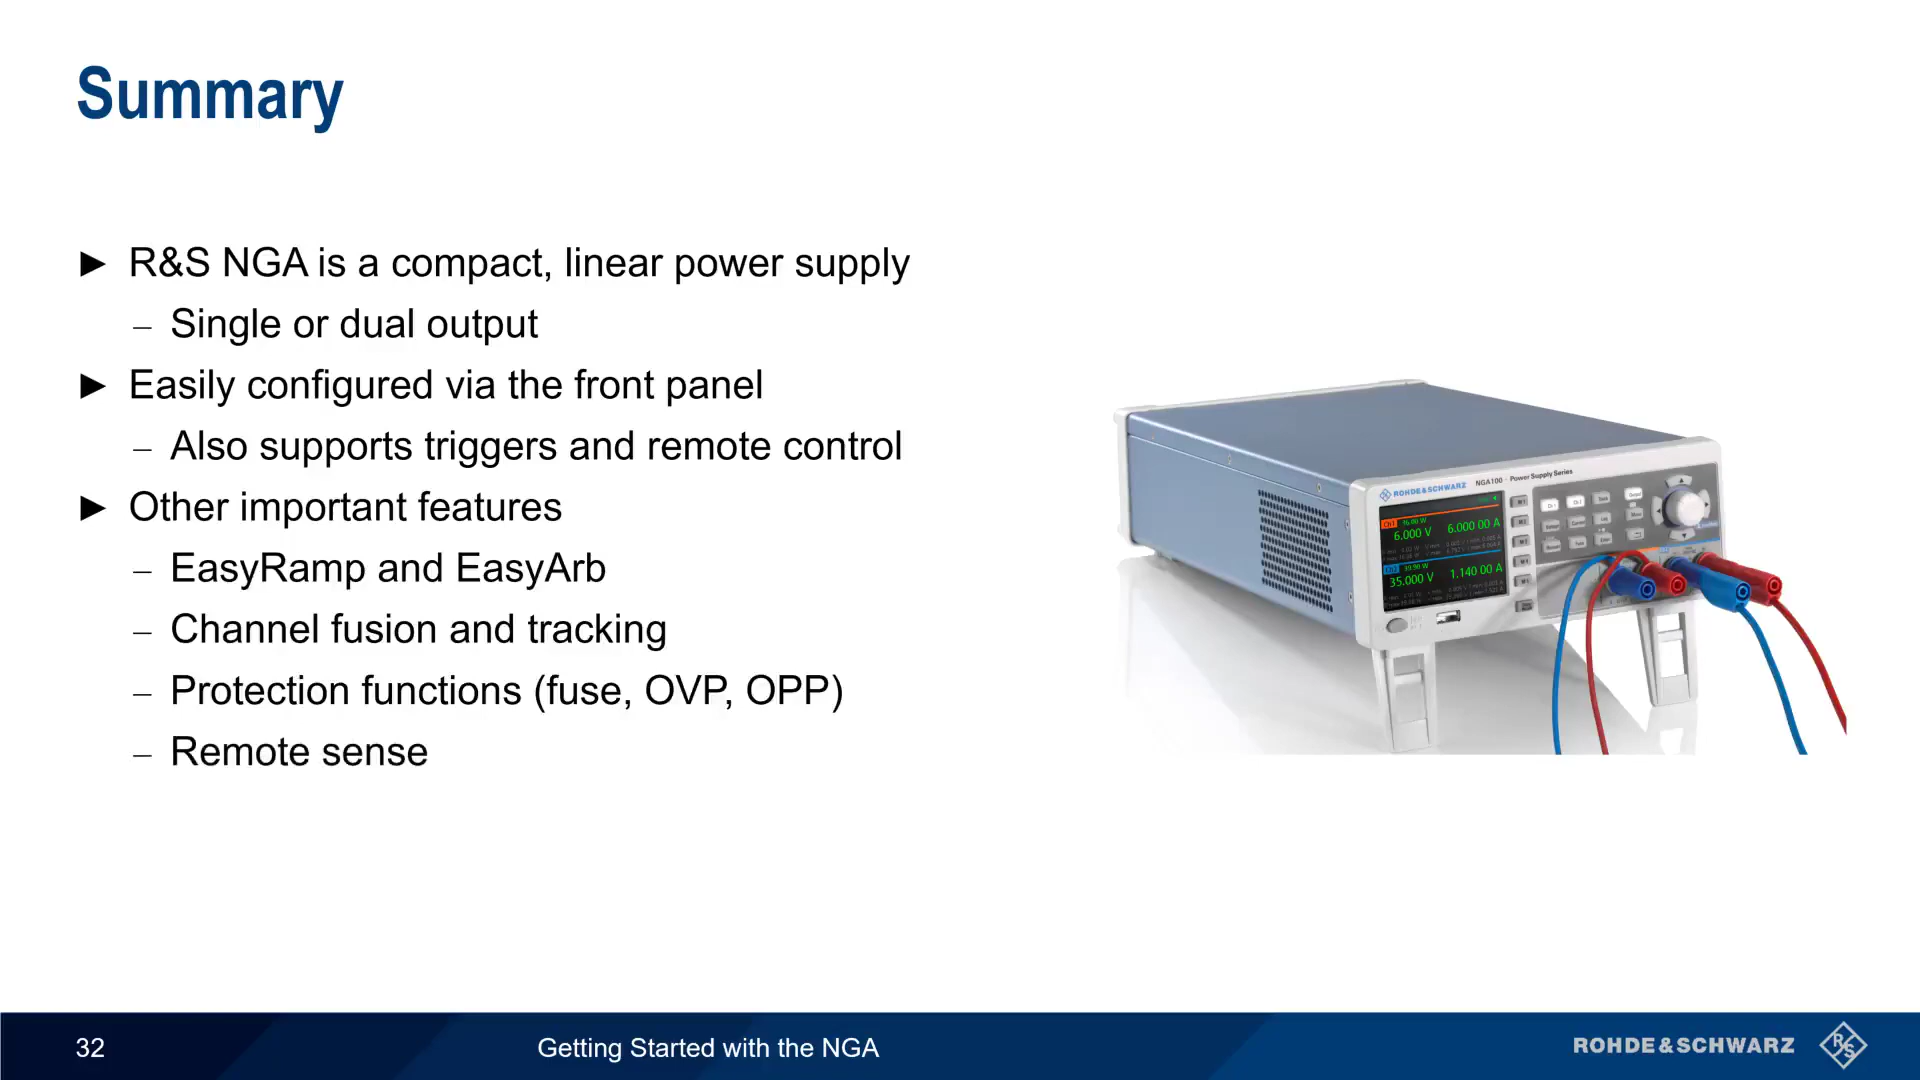 Summary
► R&S NGA is a compact, linear power supply
– Single or dual output
► Easily configured via the front panel
– Also supports triggers and remote control
► Other important features
– EasyRamp and EasyArb
– Channel fusion and tracking
– Protection functions (fuse, OVP, OPP)
– Remote sense
ROHDE&SCHWARZ NGA100 · Power Supply Series
Ch1
6.000 V 6.000 00 A
Ch2
35.000 V 1.140 00 A
32
Getting Started with the NGA
ROHDE&SCHWARZ
R&S